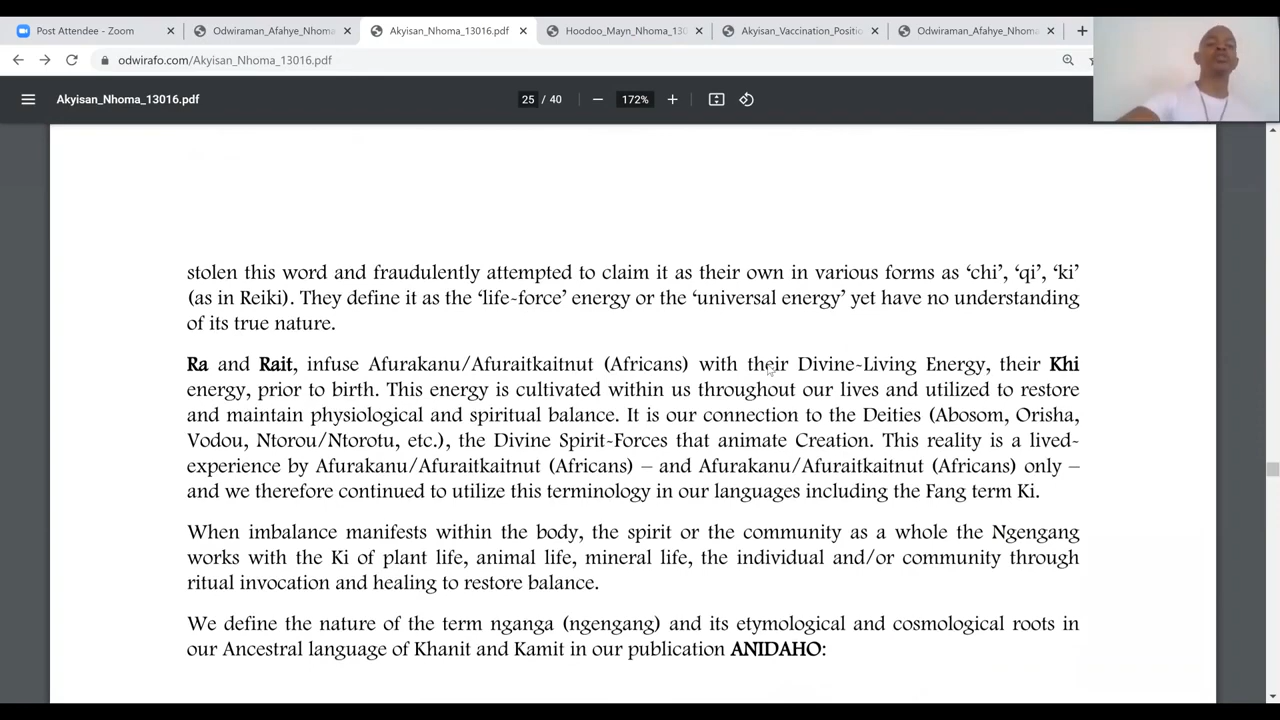 Post Attendee - Zoom
Odwiraman_Afahye_Nhoma
Akyisan_Nhoma_13016.pdf
Hoodoo_Mayn_Nhoma_130
Akyisan_Vaccination_Positio
Odwiraman_Afahye_Nhoma
odwirafo.com/Akyisan_Nhoma_13016.pdf
Akyisan_Nhoma_13016.pdf
25 / 40
172%
stolen this word and fraudulently attempted to claim it as their own in various forms as ‘chi’, ‘qi’, ‘ki’
(as in Reiki). They define it as the ‘life-force’ energy or the ‘universal energy’ yet have no understanding
of its true nature.
Ra and Rait, infuse Afurakanu/Afuraitkaitnut (Africans) with their Divine-Living Energy, their Khi
energy, prior to birth. This energy is cultivated within us throughout our lives and utilized to restore
and maintain physiological and spiritual balance. It is our connection to the Deities (Abosom, Orisha,
Vodou, Ntorou/Ntorotu, etc.), the Divine Spirit-Forces that animate Creation. This reality is a lived-
experience by Afurakanu/Afuraitkaitnut (Africans) – and Afurakanu/Afuraitkaitnut (Africans) only –
and we therefore continued to utilize this terminology in our languages including the Fang term Ki.
When imbalance manifests within the body, the spirit or the community as a whole the Ngengang
works with the Ki of plant life, animal life, mineral life, the individual and/or community through
ritual invocation and healing to restore balance.
We define the nature of the term nganga (ngengang) and its etymological and cosmological roots in
our Ancestral language of Khanit and Kamit in our publication ANIDAHO: